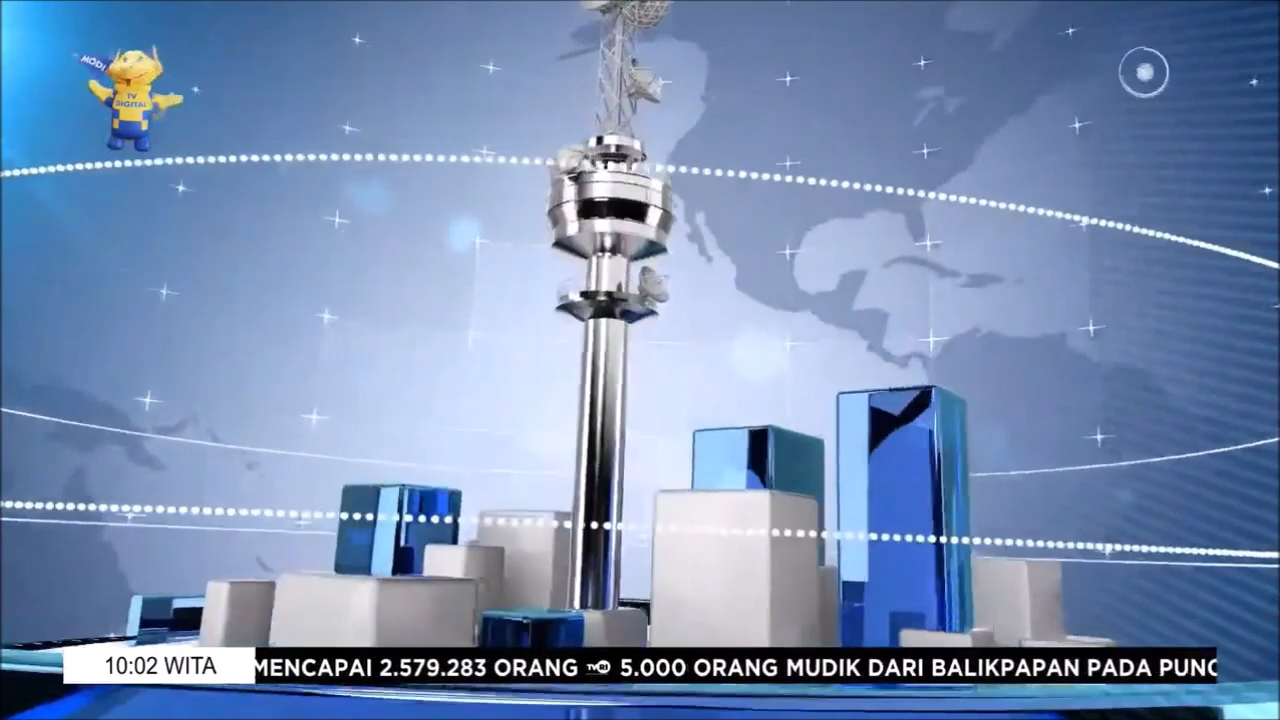 MODI
TV
DIGITAL
10:02 WITA
MENCAPAI 2.579.283 ORANG TVRI 5.000 ORANG MUDIK DARI BALIKPAPAN PADA PUNC